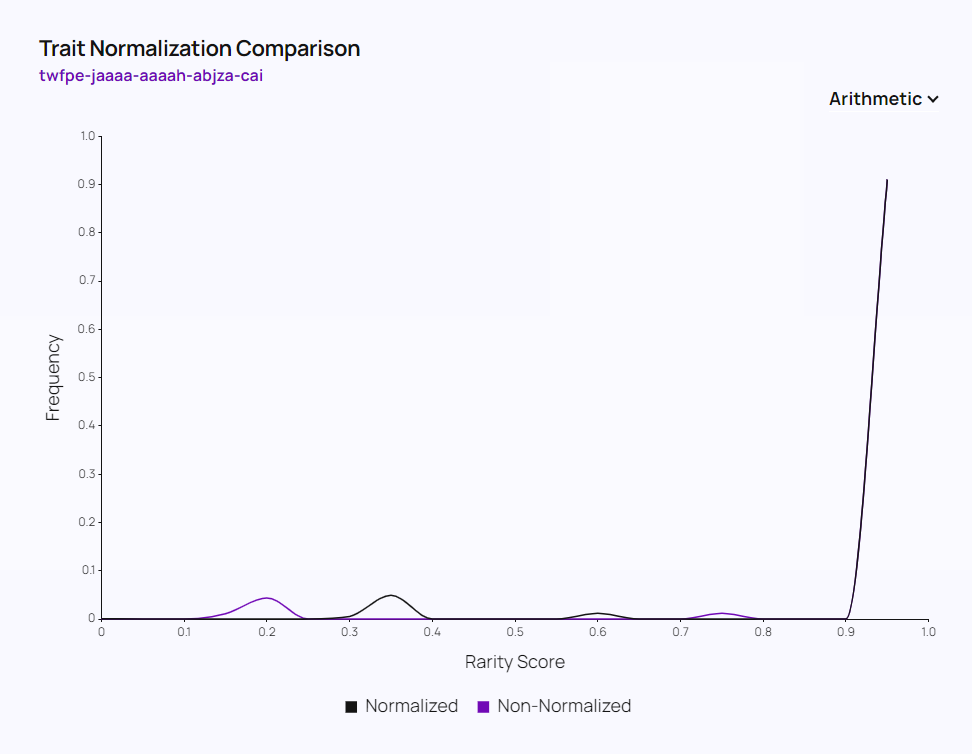 Trait Normalization Comparison
twfpe-jaaaa-aaaah-abjza-cai
Arithmetic
1.0
0.9
0.8
0.7
0.6
0.5
0.4
0.3
0.2
0.1
0
Frequency
0 0.1 0.2 0.3 0.4 0.5 0.6 0.7 0.8 0.9 1.0
Rarity Score
Normalized Non-Normalized